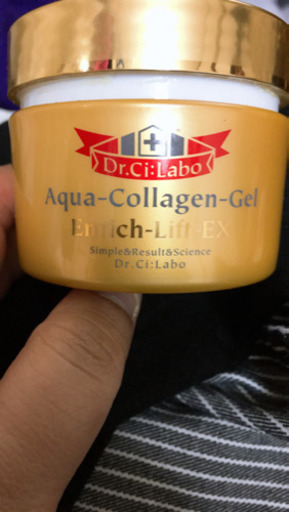 Dr.Ci:Labo
Aqua-Collagen-Gel
Enrich-Lift-EX
Simple&Result&Science
Dr.Ci:Labo